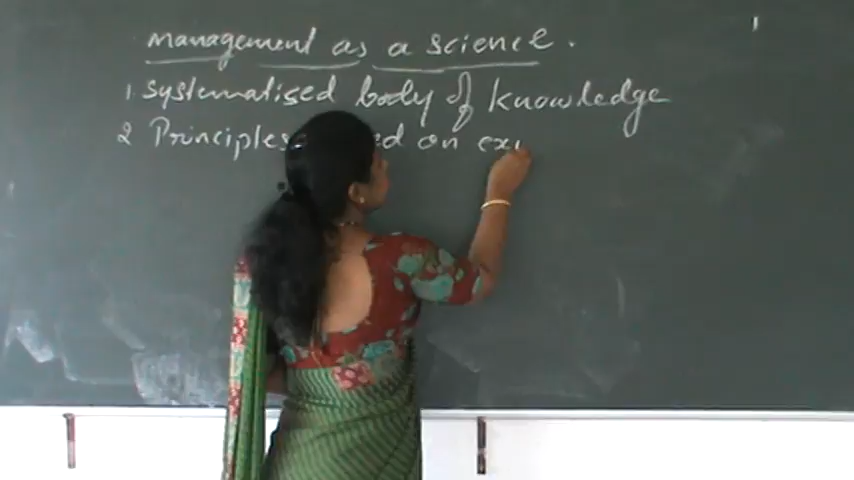 management as a science.
1. Systematised body of knowledge
2 Principles on